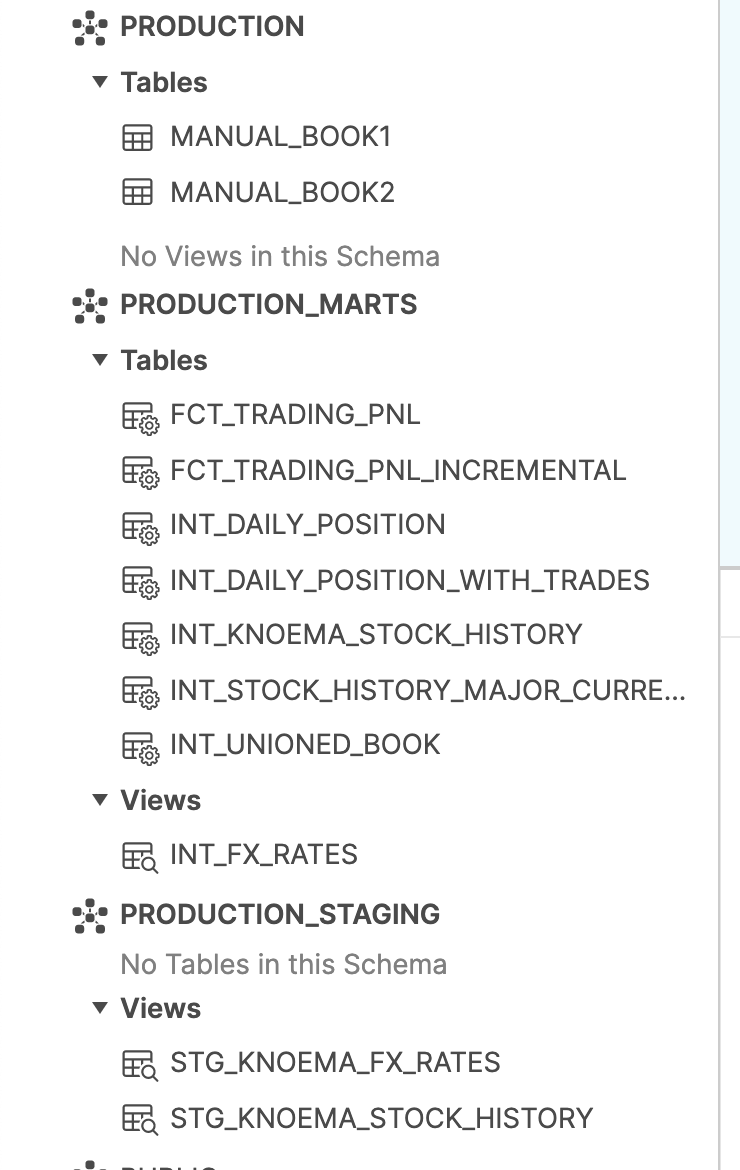 PRODUCTION
Tables
MANUAL_BOOK1
MANUAL_BOOK2
No Views in this Schema
PRODUCTION_MARTS
Tables
FCT_TRADING_PNL
FCT_TRADING_PNL_INCREMENTAL
INT_DAILY_POSITION
INT_DAILY_POSITION_WITH_TRADES
INT_KNOEMA_STOCK_HISTORY
INT_STOCK_HISTORY_MAJOR_CURRE...
INT_UNIONED_BOOK
Views
INT_FX_RATES
PRODUCTION_STAGING
No Tables in this Schema
Views
STG_KNOEMA_FX_RATES
STG_KNOEMA_STOCK_HISTORY